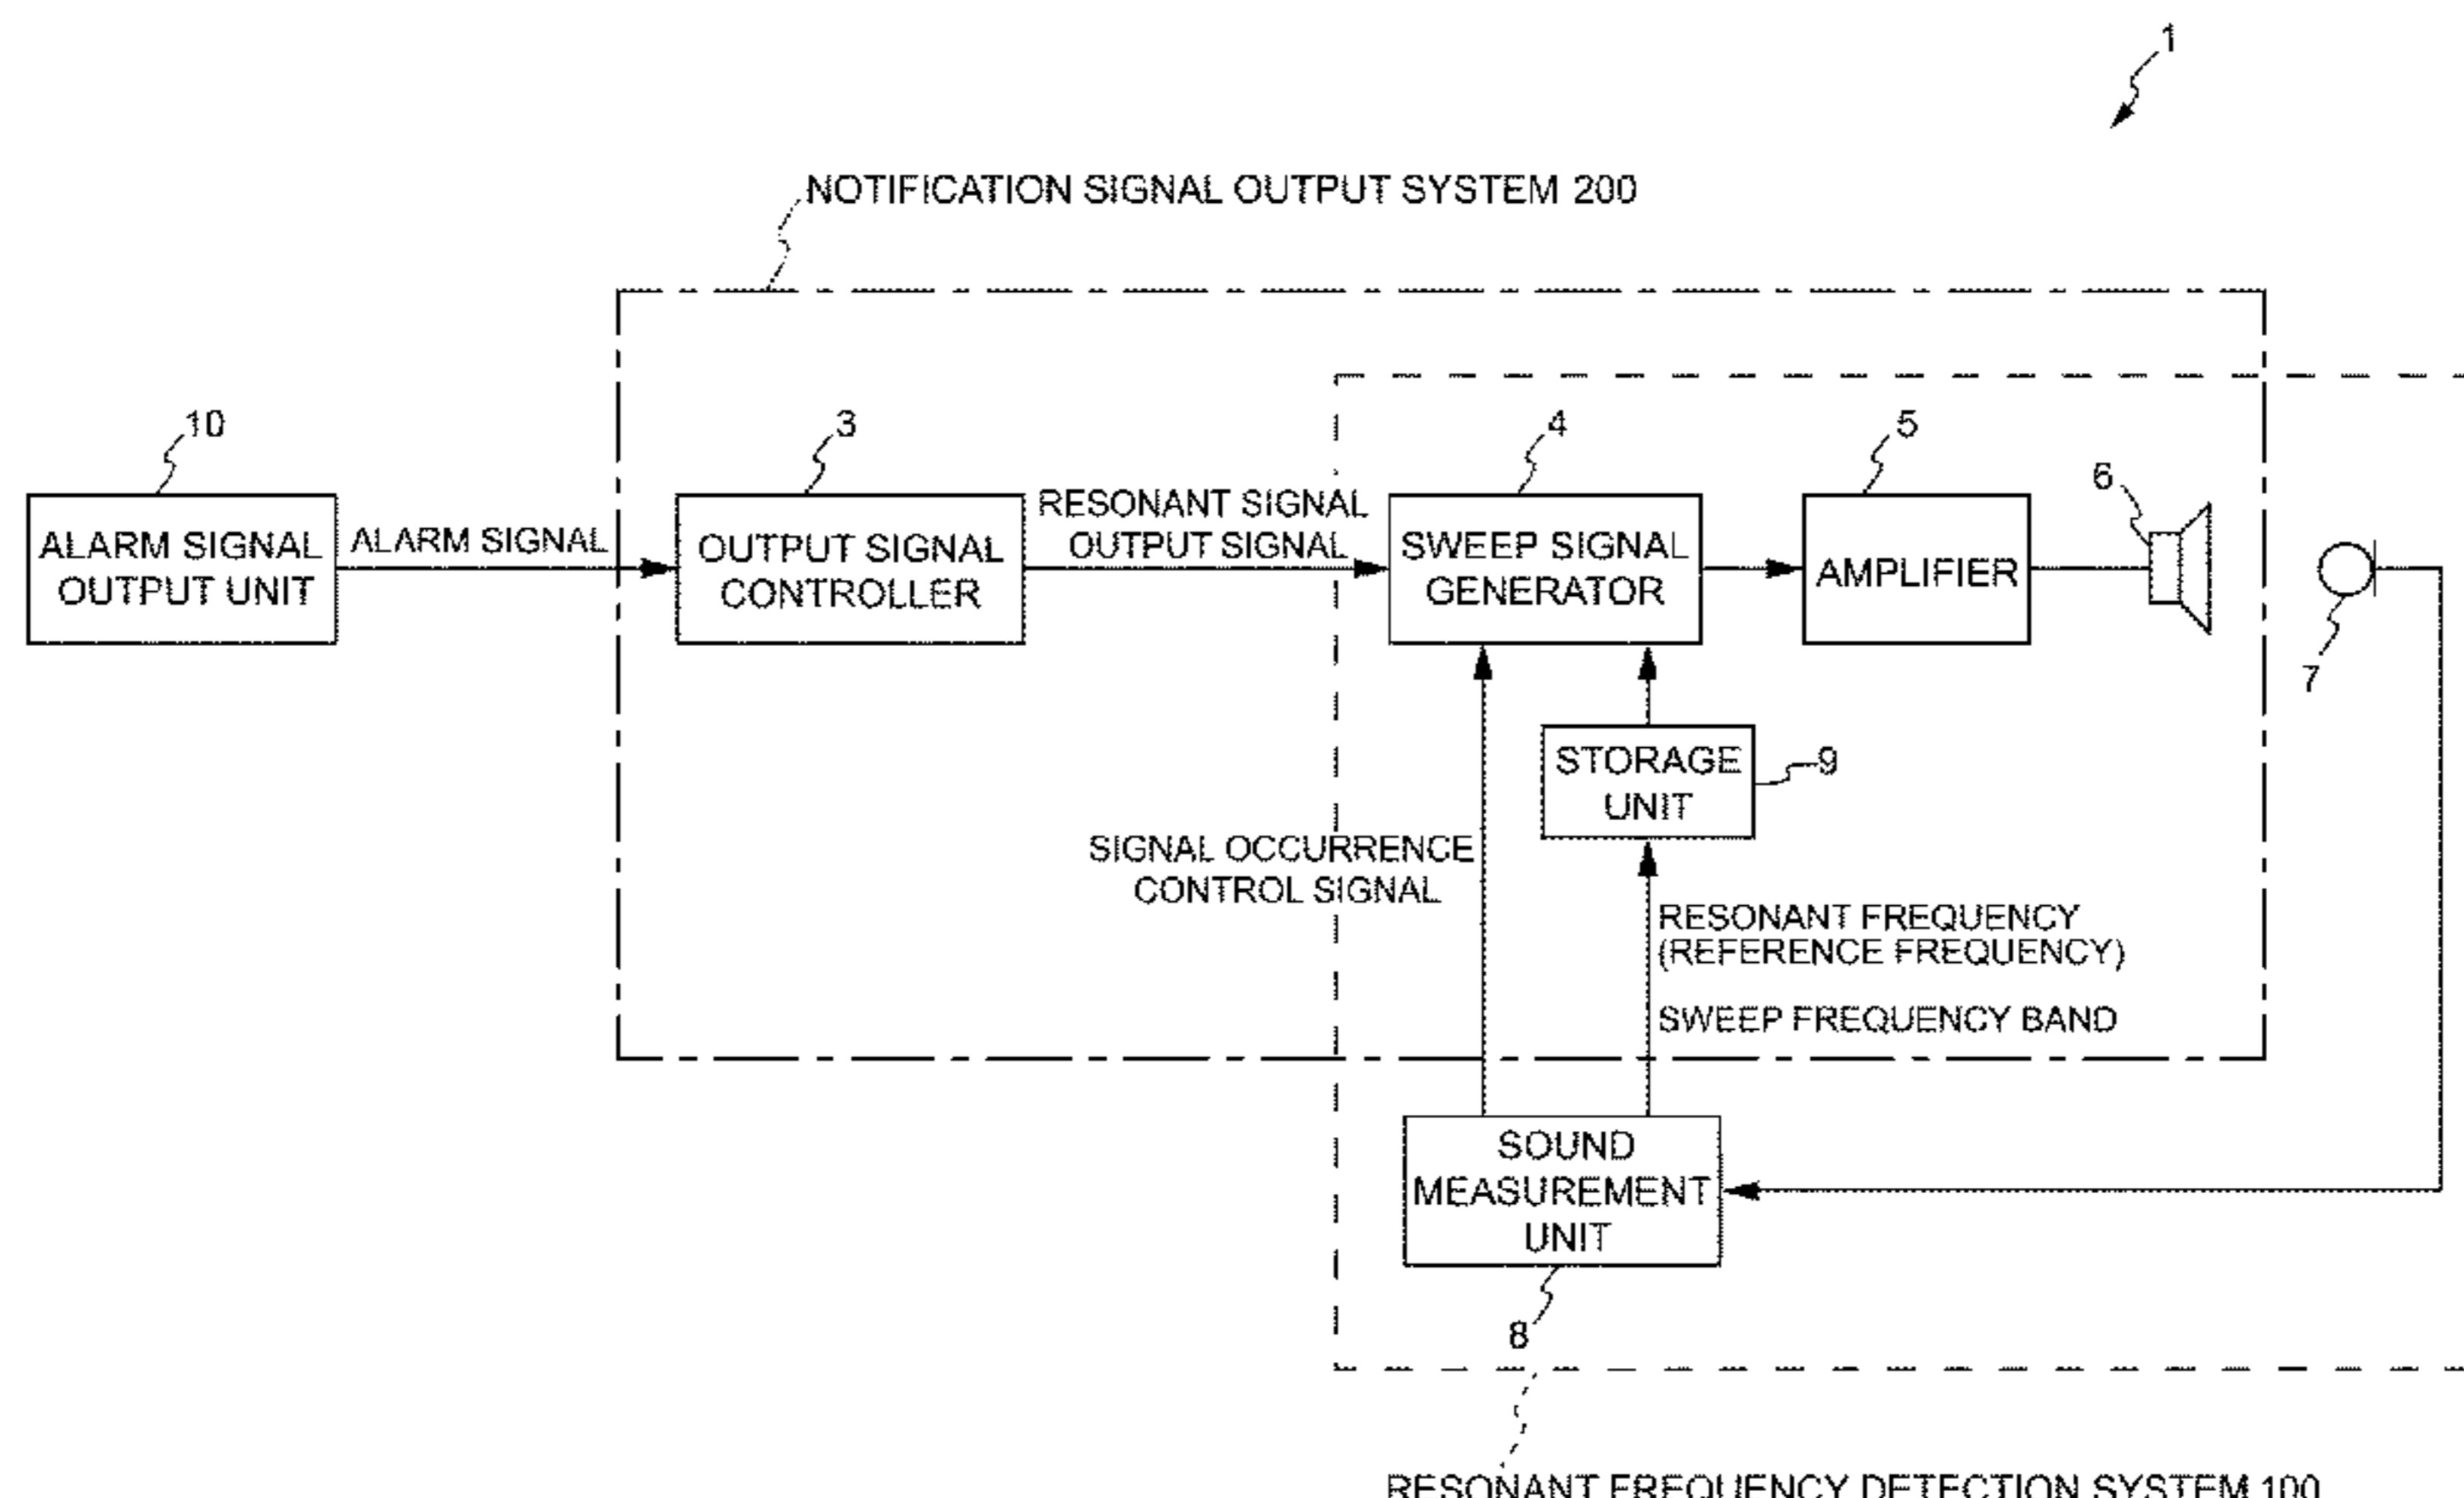 1
NOTIFICATION SIGNAL OUTPUT SYSTEM 200
10
3
4
5
6
ALARM SIGNAL
OUTPUT UNIT
ALARM SIGNAL
OUTPUT SIGNAL
CONTROLLER
RESONANT SIGNAL
OUTPUT SIGNAL
SWEEP SIGNAL
GENERATOR
AMPLIFIER
7
STORAGE
UNIT
9
SIGNAL OCCURRENCE
CONTROL SIGNAL
RESONANT FREQUENCY
(REFERENCE FREQUENCY)
SWEEP FREQUENCY BAND
SOUND
MEASUREMENT
UNIT
8
RESONANT FREQUENCY DETECTION SYSTEM 100